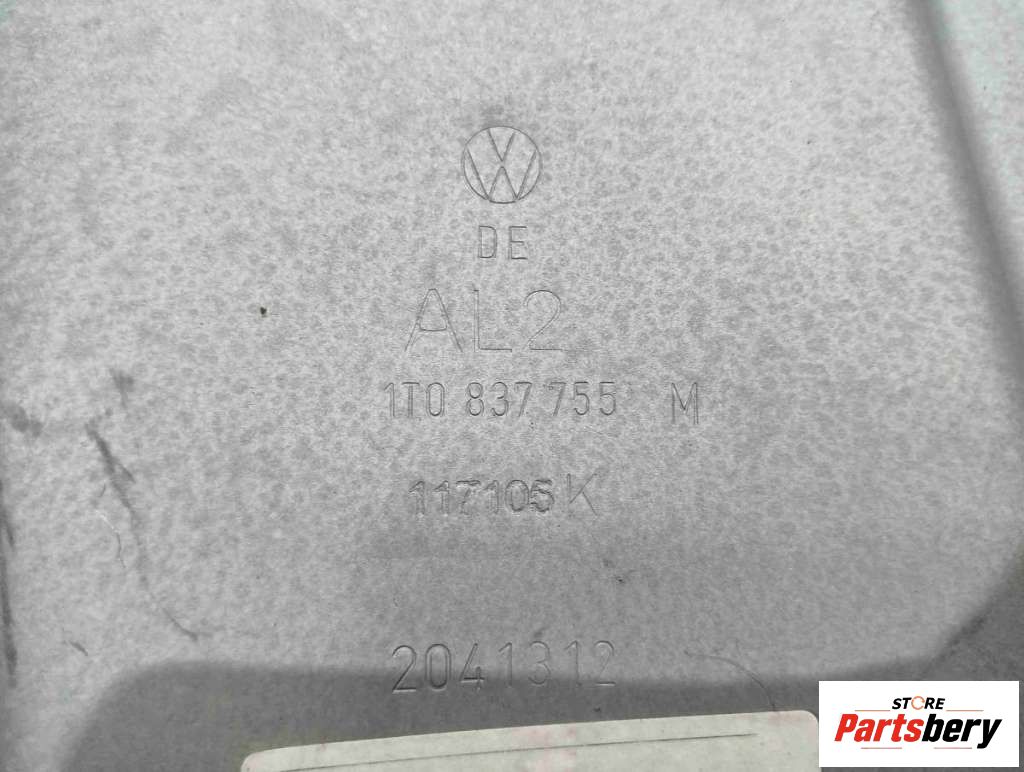 DE
AL2
1T0 837 755 M
117105 K
2041312
STORE
Partsbery